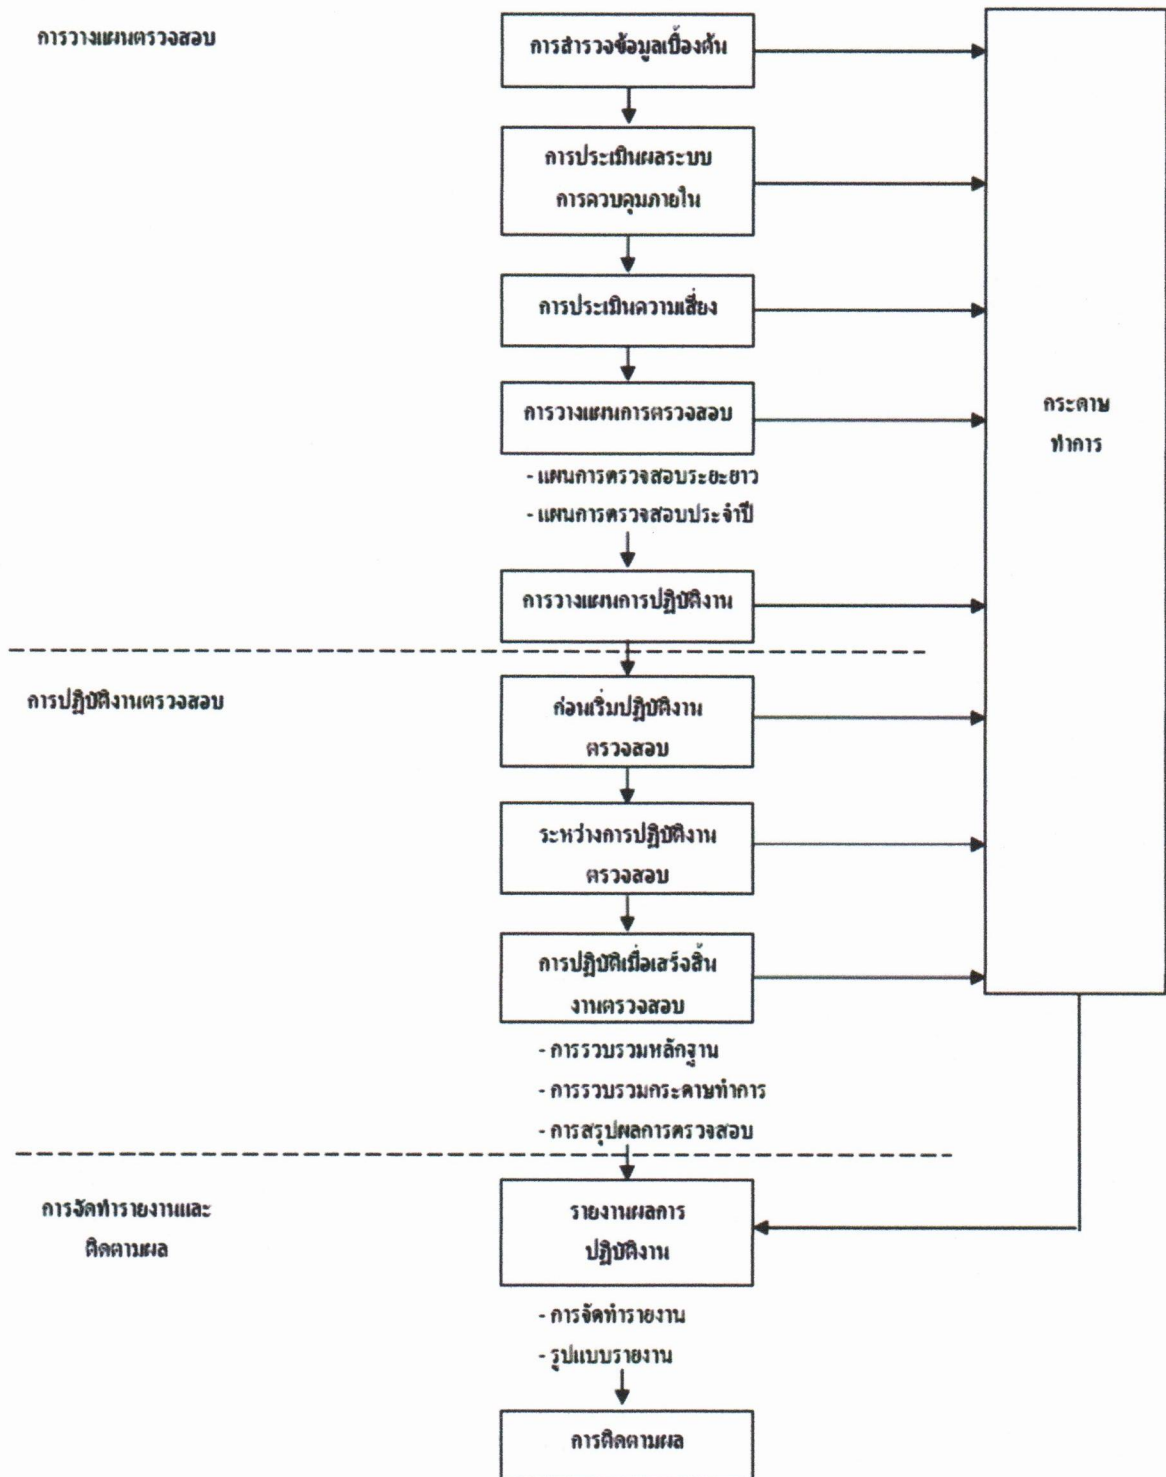 การวางแผนตรวจสอบ
การสำรวจข้อมูลเบื้องต้น
การประเมินผลระบบ
การควบคุมภายใน
การประเมินความเสี่ยง
การวางแผนการตรวจสอบ
- แผนการตรวจสอบระยะยาว
- แผนการตรวจสอบประจำปี
การวางแผนการปฏิบัติงาน
กระดาษ
ทำการ
การปฏิบัติงานตรวจสอบ
ก่อนเริ่มปฏิบัติงาน
ตรวจสอบ
ระหว่างการปฏิบัติงาน
ตรวจสอบ
การปฏิบัติเมื่อเสร็จสิ้น
งานตรวจสอบ
- การรวบรวมหลักฐาน
- การรวบรวมกระดาษทำการ
- การสรุปผลการตรวจสอบ
การจัดทำรายงานและ
ติดตามผล
รายงานผลการ
ปฏิบัติงาน
- การจัดทำรายงาน
- รูปแบบรายงาน
การติดตามผล